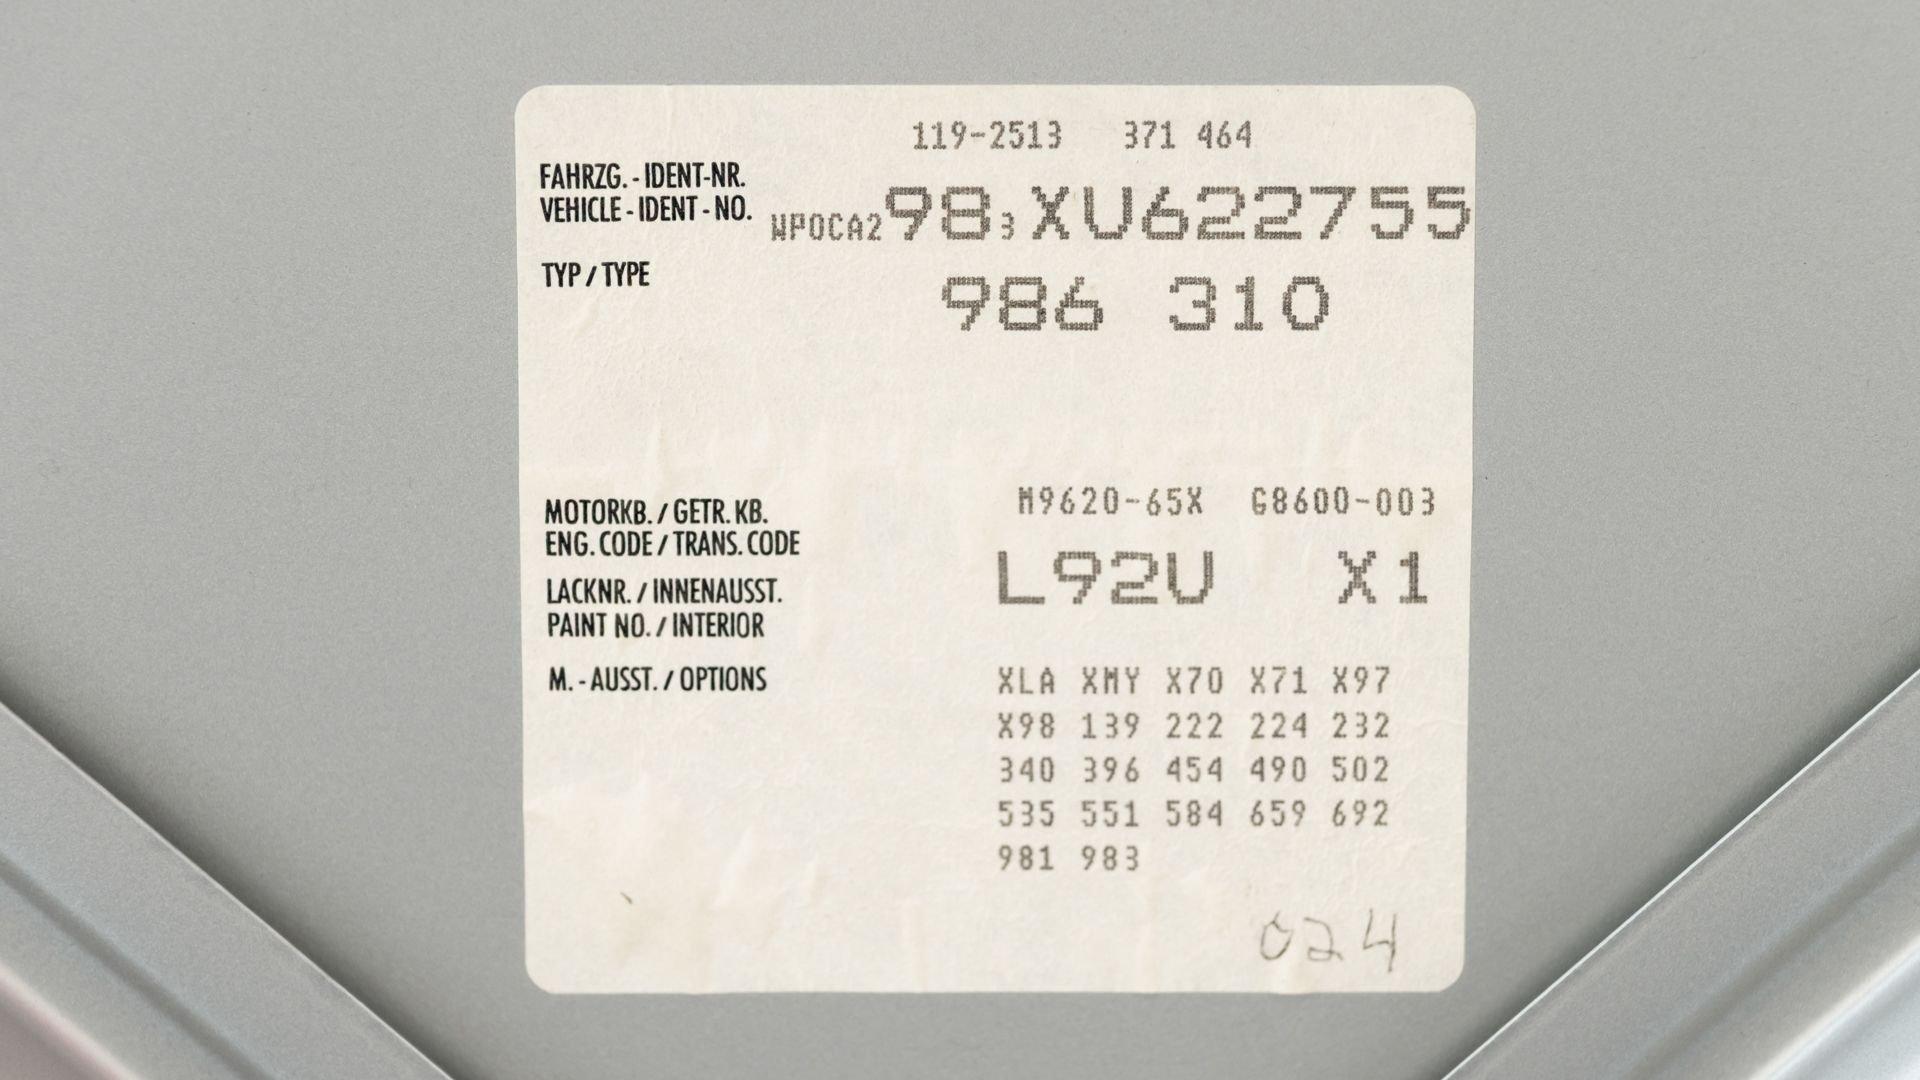 119-2513 371 464
FAHRZG. - IDENT-NR.
VEHICLE - IDENT - NO. WP0CA2983XU622755
TYP / TYPE 986 310
MOTORKB. / GETR. KB. M9620-65X G8600-003
ENG. CODE / TRANS. CODE
LACKNR. / INNENAUSST. L92U X1
PAINT NO. / INTERIOR
M. - AUSST. / OPTIONS XLA XMY X70 X71 X97
X98 139 222 224 232
340 396 454 490 502
535 551 584 659 692
981 983
024